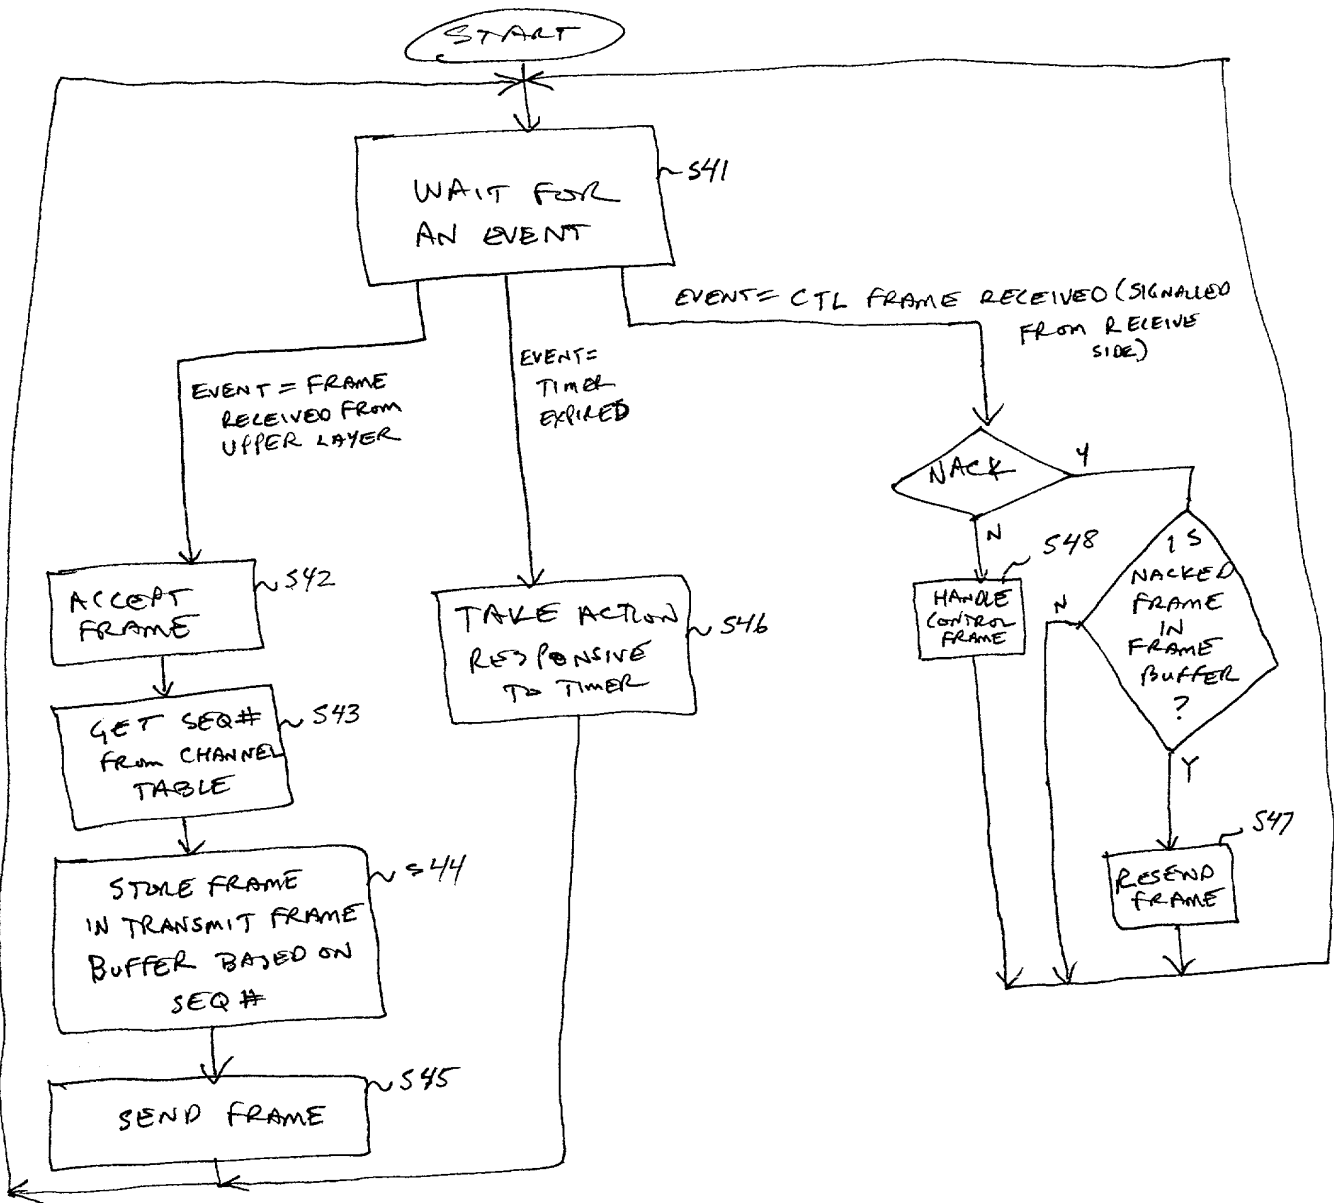 START
WAIT FOR
AN EVENT
S41
EVENT = CTL FRAME RECEIVED (SIGNALLED
FROM RECEIVE
SIDE)
EVENT =
TIMER
EXPIRED
EVENT = FRAME
RECEIVED FROM
UPPER LAYER
NACK
Y
N
S42
ACCEPT
FRAME
S43
GET SEQ#
FROM CHANNEL
TABLE
S44
STORE FRAME
IN TRANSMIT FRAME
BUFFER BASED ON
SEQ #
S45
SEND FRAME
S46
TAKE ACTION
RESPONSIVE
TO TIMER
S48
HANDLE
CONTROL
FRAME
IS
NACKED
FRAME
IN
FRAME
BUFFER
?
N
Y
S47
RESEND
FRAME